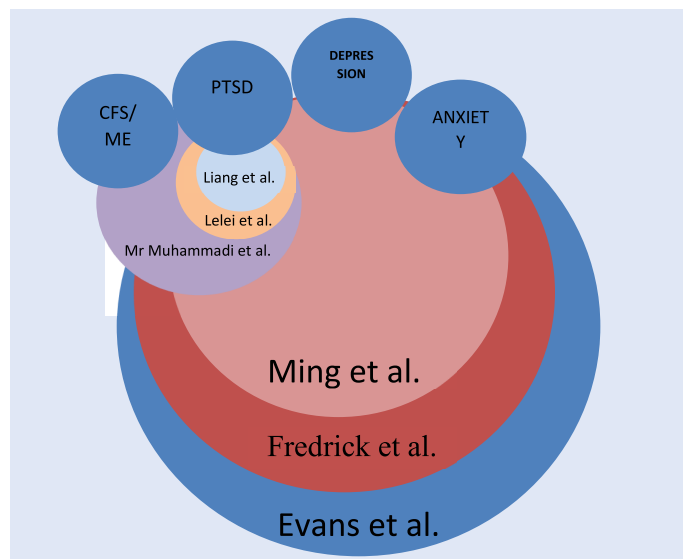 DEPRES
SION
PTSD
CFS/
ME
ANXIET
Y
Liang et al.
Lelei et al.
Mr Muhammadi et al.
Ming et al.
Fredrick et al.
Evans et al.